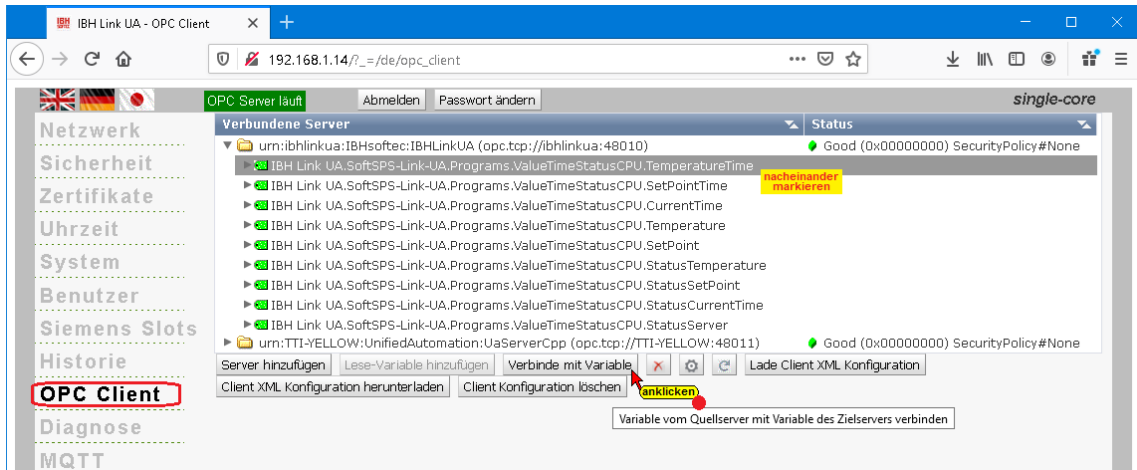 IBH Link UA - OPC Client
192.168.1.14/?_=/de/opc_client
OPC Server läuft Abmelden Passwort ändern single-core
Netzwerk
Sicherheit
Zertifikate
Uhrzeit
System
Benutzer
Siemens Slots
Historie
OPC Client
Diagnose
MQTT
Verbundene Server Status
urn:ibhlinkua:IBHsoftec:IBHLinkUA (opc.tcp://ibhlinkua:48010) Good (0x00000000) SecurityPolicy#None
IBH Link UA.SoftSPS-Link-UA.Programs.ValueTimeStatusCPU.TemperatureTime
nacheinander
markieren
IBH Link UA.SoftSPS-Link-UA.Programs.ValueTimeStatusCPU.SetPointTime
IBH Link UA.SoftSPS-Link-UA.Programs.ValueTimeStatusCPU.CurrentTime
IBH Link UA.SoftSPS-Link-UA.Programs.ValueTimeStatusCPU.Temperature
IBH Link UA.SoftSPS-Link-UA.Programs.ValueTimeStatusCPU.SetPoint
IBH Link UA.SoftSPS-Link-UA.Programs.ValueTimeStatusCPU.StatusTemperature
IBH Link UA.SoftSPS-Link-UA.Programs.ValueTimeStatusCPU.StatusSetPoint
IBH Link UA.SoftSPS-Link-UA.Programs.ValueTimeStatusCPU.StatusCurrentTime
IBH Link UA.SoftSPS-Link-UA.Programs.ValueTimeStatusCPU.StatusServer
urn:TTI-YELLOW:UnifiedAutomation:UaServerCpp (opc.tcp://TTI-YELLOW:48011) Good (0x00000000) SecurityPolicy#None
Server hinzufügen Lese-Variable hinzufügen Verbinde mit Variable Lade Client XML Konfiguration
Client XML Konfiguration herunterladen Client Konfiguration löschen anklicken
Variable vom Quellserver mit Variable des Zielservers verbinden